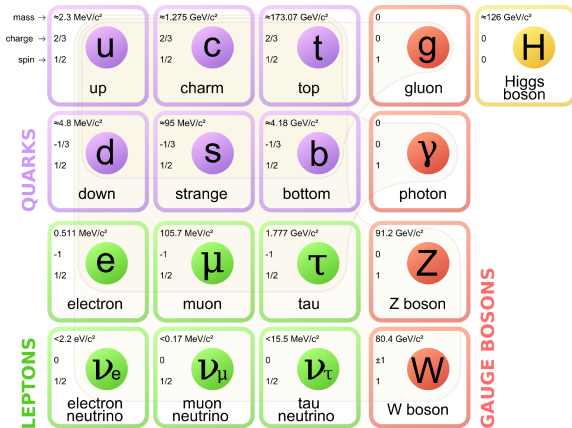 mass → ≈2.3 MeV/c²
charge → 2/3
spin → 1/2
u
up
≈1.275 GeV/c²
2/3
1/2
c
charm
≈173.07 GeV/c²
2/3
1/2
t
top
0
0
1
g
gluon
≈126 GeV/c²
0
0
H
Higgs
boson
QUARKS
≈4.8 MeV/c²
-1/3
1/2
d
down
≈95 MeV/c²
-1/3
1/2
s
strange
≈4.18 GeV/c²
-1/3
1/2
b
bottom
0
0
1
γ
photon
LEPTONS
0.511 MeV/c²
-1
1/2
e
electron
105.7 MeV/c²
-1
1/2
μ
muon
1.777 GeV/c²
-1
1/2
τ
tau
91.2 GeV/c²
0
1
Z
Z boson
GAUGE BOSONS
<2.2 eV/c²
0
1/2
νe
electron
neutrino
<0.17 MeV/c²
0
1/2
νμ
muon
neutrino
<15.5 MeV/c²
0
1/2
ντ
tau
neutrino
80.4 GeV/c²
±1
1
W
W boson